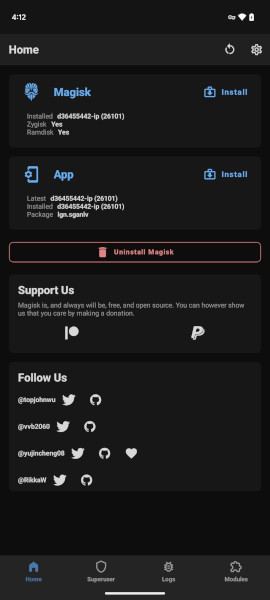 4:12
Home
Magisk
Install
Installed d36455442-ip (26101)
Zygisk Yes
Ramdisk Yes
App
Install
Latest d36455442-ip (26101)
Installed d36455442-ip (26101)
Package ign.sganlv
Uninstall Magisk
Support Us
Magisk is, and always will be, free, and open source. You can however show
us that you care by making a donation.
Follow Us
@topjohnwu
@vvb2060
@yujincheng08
@RikkaW
Home
Superuser
Logs
Modules